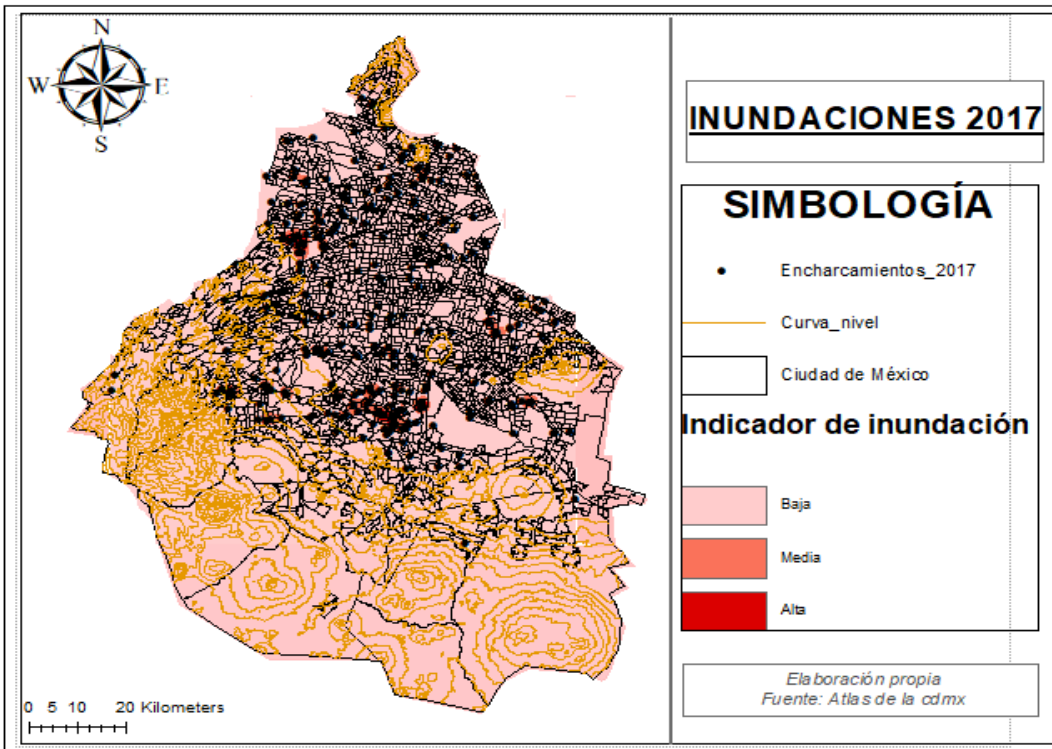 N
W E
S
INUNDACIONES 2017
SIMBOLOGÍA
Encharcamientos_2017
Curva_nivel
Ciudad de México
Indicador de inundación
Baja
Media
Alta
Elaboración propia
Fuente: Atlas de la cdmx
0 5 10 20 Kilometers